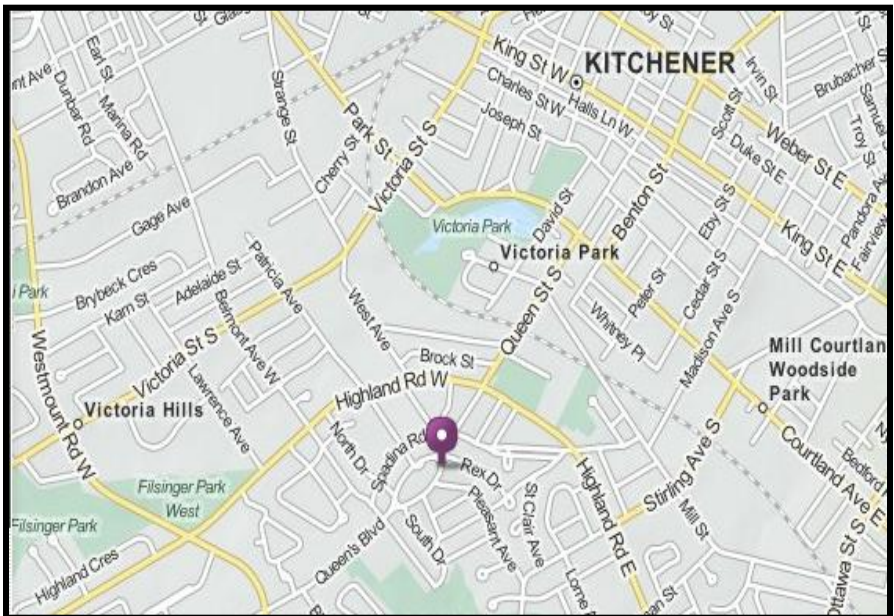 King St W
KITCHENER
Irvin St
Brubacher
Samuel
Troy St
Earl St
Dunbar Rd
Marina Rd
Strange St
Charles St W
Halls Ln W
Scott St
Weber St E
Park St
Joseph St
Duke St E
Cherry St
Victoria St S
Brandon Ave
Pandora Av
Fairview
Gage Ave
Victoria Park
David St
Benton St
Eby St S
King St E
Victoria Park
Patricia Ave
Brybeck Cres
Adelaide St
Karn St
Belmont Ave W
Peter St
Cedar St S
West Ave
Queen St S
Whitney Pl
Madison Ave S
Westmount Rd W
Victoria St S
Brock St
Mill Courtlan
Woodside
Park
Highland Rd W
Victoria Hills
Lawrence Ave
North Dr
Spadina Rd
Courtland Ave E
Bedford
Rex Dr
Highland Rd E
Stirling Ave S
Filsinger Park
West
Pleasant Ave
St Clair Ave
Mill St
Filsinger Park
Queen's Blvd
South Dr
Ottawa St S
Highland Cres
Lorne Ave